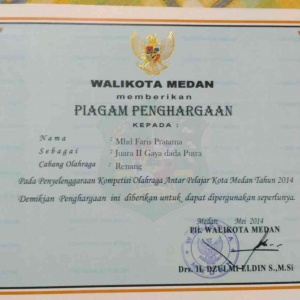 WALIKOTA MEDAN
memberikan
PIAGAM PENGHARGAAN
KEPADA :
Nama : Mhd Faris Pratama
Sebagai : Juara II Gaya dada Putra
Cabang Olahraga : Renang
Pada Penyelenggaraan Kompetisi Olahraga Antar Pelajar Kota Medan Tahun 2014
Demikian Penghargaan ini diberikan untuk dapat dipergunakan seperlunya.
Medan, Mei 2014
Plt. WALIKOTA MEDAN
Drs. H. DZULMI ELDIN S.,M.Si